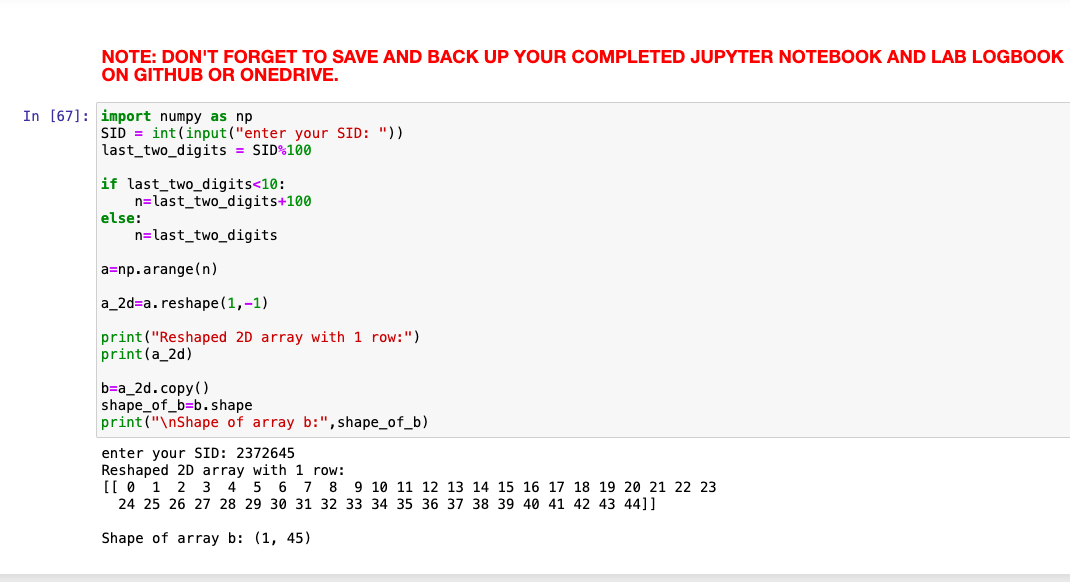 NOTE: DON'T FORGET TO SAVE AND BACK UP YOUR COMPLETED JUPYTER NOTEBOOK AND LAB LOGBOOK
ON GITHUB OR ONEDRIVE.
In [67]:
import numpy as np
SID = int(input("enter your SID: "))
last_two_digits = SID%100
if last_two_digits<10:
    n=last_two_digits+100
else:
    n=last_two_digits
a=np.arange(n)
a_2d=a.reshape(1,-1)
print("Reshaped 2D array with 1 row:")
print(a_2d)
b=a_2d.copy()
shape_of_b=b.shape
print("\nShape of array b:",shape_of_b)
enter your SID: 2372645
Reshaped 2D array with 1 row:
[[ 0  1  2  3  4  5  6  7  8  9 10 11 12 13 14 15 16 17 18 19 20 21 22 23
  24 25 26 27 28 29 30 31 32 33 34 35 36 37 38 39 40 41 42 43 44]]
Shape of array b: (1, 45)